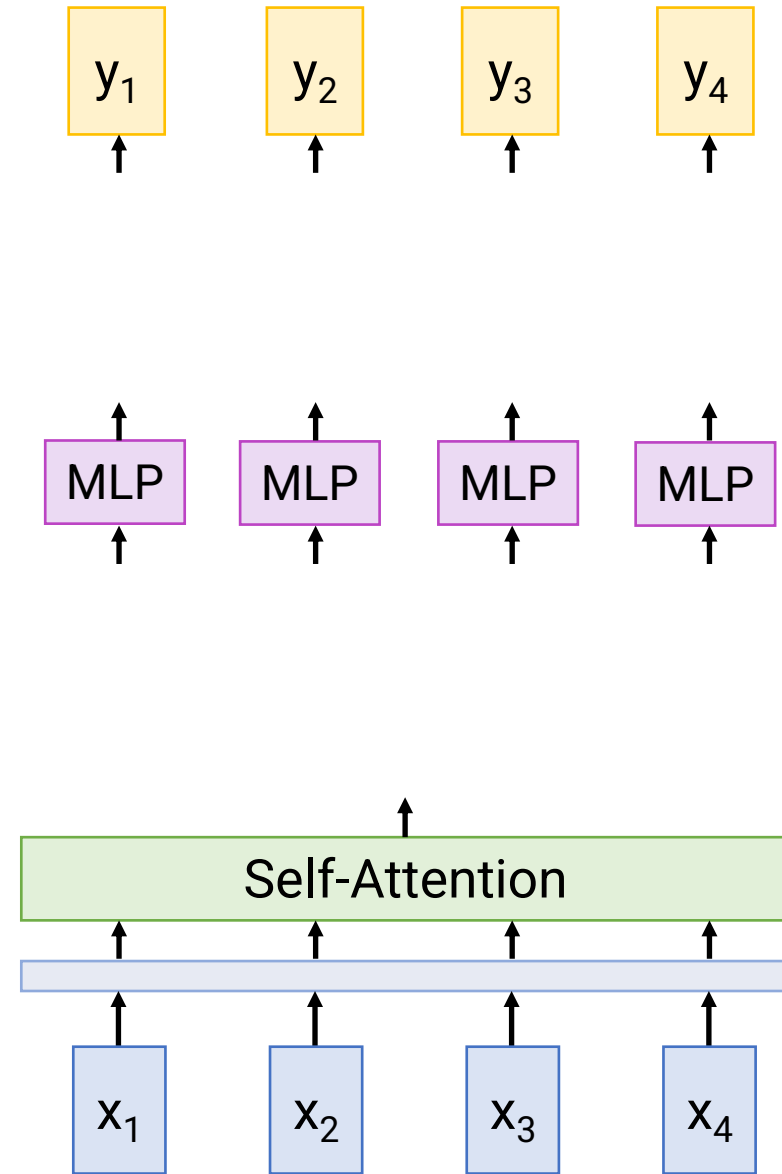 y₁ y₂ y₃ y₄
MLP MLP MLP MLP
Self-Attention
x₁ x₂ x₃ x₄